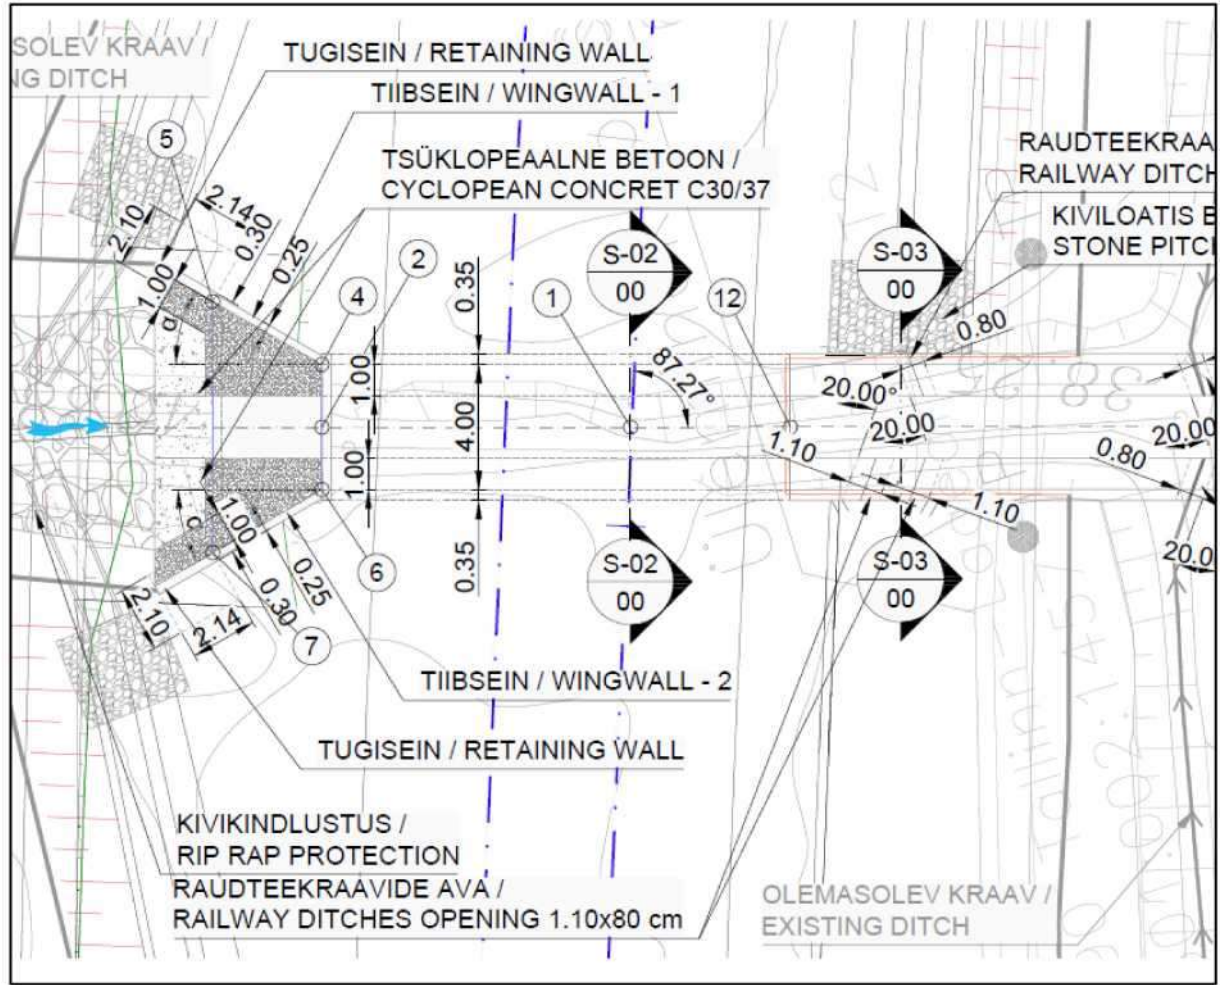 SOLEV KRAAV /
NG DITCH
TUGISEIN / RETAINING WALL
TIIBSEIN / WINGWALL - 1
TSÜKLOPEAALNE BETOON /
CYCLOPEAN CONCRET C30/37
RAUDTEEKRAA
RAILWAY DITCH
KIVILOATIS B
STONE PITC
5
2.14
2.10
0.30
0.25
1.00
α
2
4
0.35
1
12
S-02
00
S-03
00
0.80
87.27°
1.00
4.00
1.00
20.00°
20.00
1.10
0.80
20.00
1.10
1.00
0.35
6
S-02
00
S-03
00
20.0
0.25
0.30
2.10
2.14
7
TIIBSEIN / WINGWALL - 2
TUGISEIN / RETAINING WALL
KIVIKINDLUSTUS /
RIP RAP PROTECTION
RAUDTEEKRAAVIDE AVA /
RAILWAY DITCHES OPENING 1.10x80 cm
OLEMASOLEV KRAAV /
EXISTING DITCH